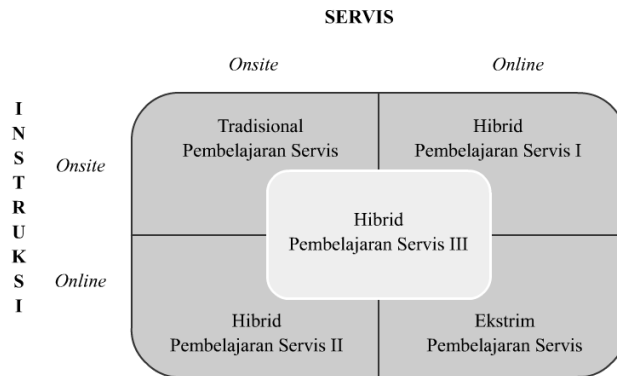 SERVIS
Onsite Online
INSTRUKSI
Onsite
Tradisional
Pembelajaran Servis
Hibrid
Pembelajaran Servis I
Hibrid
Pembelajaran Servis III
Online
Hibrid
Pembelajaran Servis II
Ekstrim
Pembelajaran Servis